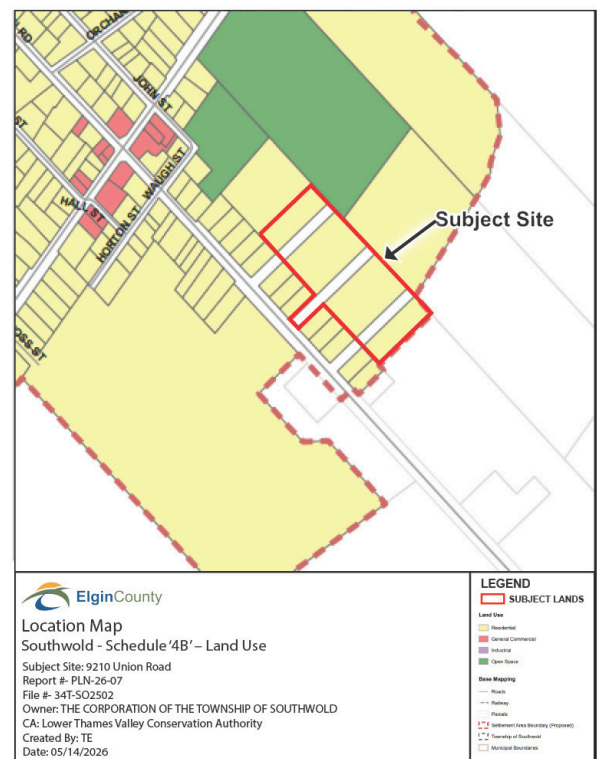 L RD
ORCHAR
JOHN ST
ST
WAUGH ST
HALL ST
HORTON ST
OSS ST
Subject Site
ElginCounty
Location Map
Southwold - Schedule '4B' – Land Use
Subject Site: 9210 Union Road
Report #- PLN-26-07
File #- 34T-SO2502
Owner: THE CORPORATION OF THE TOWNSHIP OF SOUTHWOLD
CA: Lower Thames Valley Conservation Authority
Created By: TE
Date: 05/14/2026
LEGEND
SUBJECT LANDS
Land Use
Residential
General Commercial
Industrial
Open Space
Base Mapping
Roads
Railway
Parcels
Settlement Area Boundary (Proposed)
Township of Southwold
Municipal Boundaries